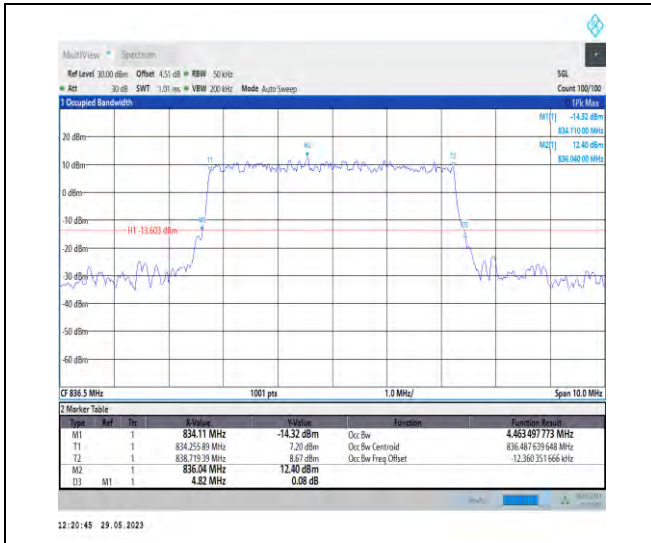 MultiView Spectrum
Ref Level 30.00 dBm Offset 4.51 dB RBW 50 kHz SGL
Att 30 dB SWT 1.01 ms VBW 200 kHz Mode Auto Sweep Count 100/100
1 Occupied Bandwidth 1Pk Max
M1[1] -14.32 dBm
834.110 00 MHz
M2[1] 12.40 dBm
836.040 00 MHz
20 dBm
M2
T1 T2
10 dBm
0 dBm
-10 dBm
H1 -13.603 dBm
-20 dBm
-30 dBm
-40 dBm
-50 dBm
-60 dBm
CF 836.5 MHz 1001 pts 1.0 MHz/ Span 10.0 MHz
2 Marker Table
Type Ref Trc X-Value Y-Value Function Function Result
M1 1 834.11 MHz -14.32 dBm Occ Bw 4.463 497 773 MHz
T1 1 834.255 89 MHz 7.20 dBm Occ Bw Centroid 836.487 639 648 MHz
T2 1 838.719 39 MHz 8.67 dBm Occ Bw Freq Offset -12.360 351 666 kHz
M2 1 836.04 MHz 12.40 dBm
D3 M1 1 4.82 MHz 0.08 dB
12:20:45 29.05.2023